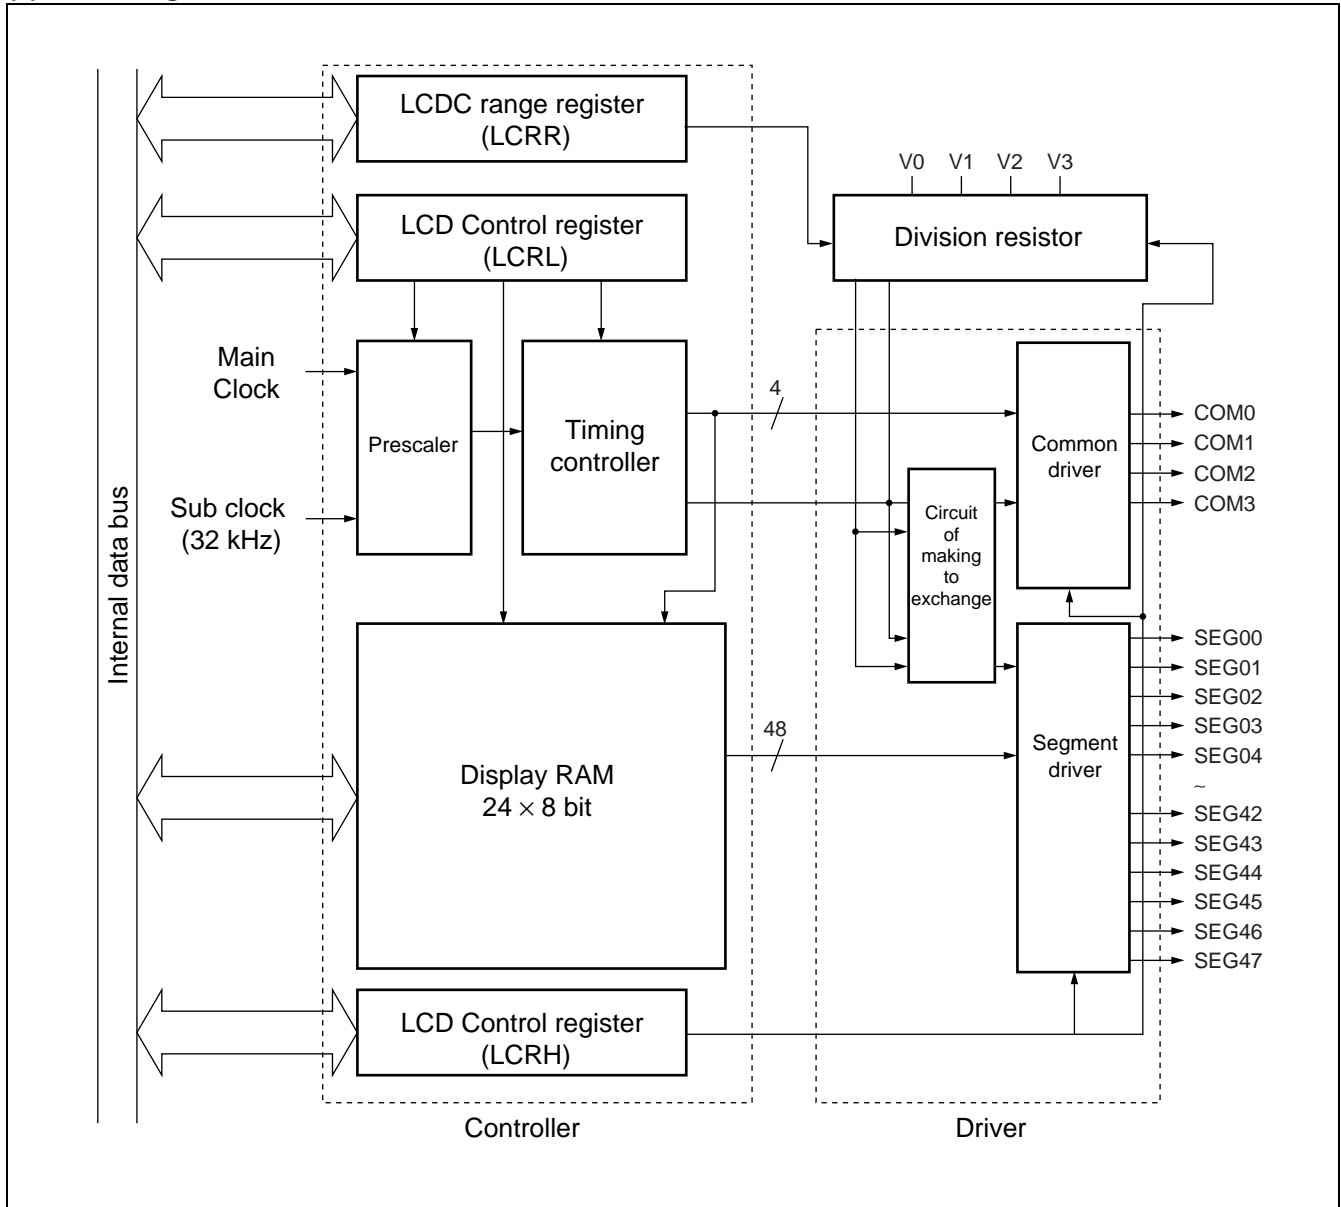 LCDC range register
(LCRR)
V0 V1 V2 V3
LCD Control register
(LCRL)
Division resistor
Main
Clock
Prescaler
Timing
controller
4
Common
driver
COM0
COM1
COM2
COM3
Sub clock
(32 kHz)
Circuit
of
making
to
exchange
Internal data bus
Display RAM
24 × 8 bit
48
Segment
driver
SEG00
SEG01
SEG02
SEG03
SEG04
~
SEG42
SEG43
SEG44
SEG45
SEG46
SEG47
LCD Control register
(LCRH)
Controller
Driver